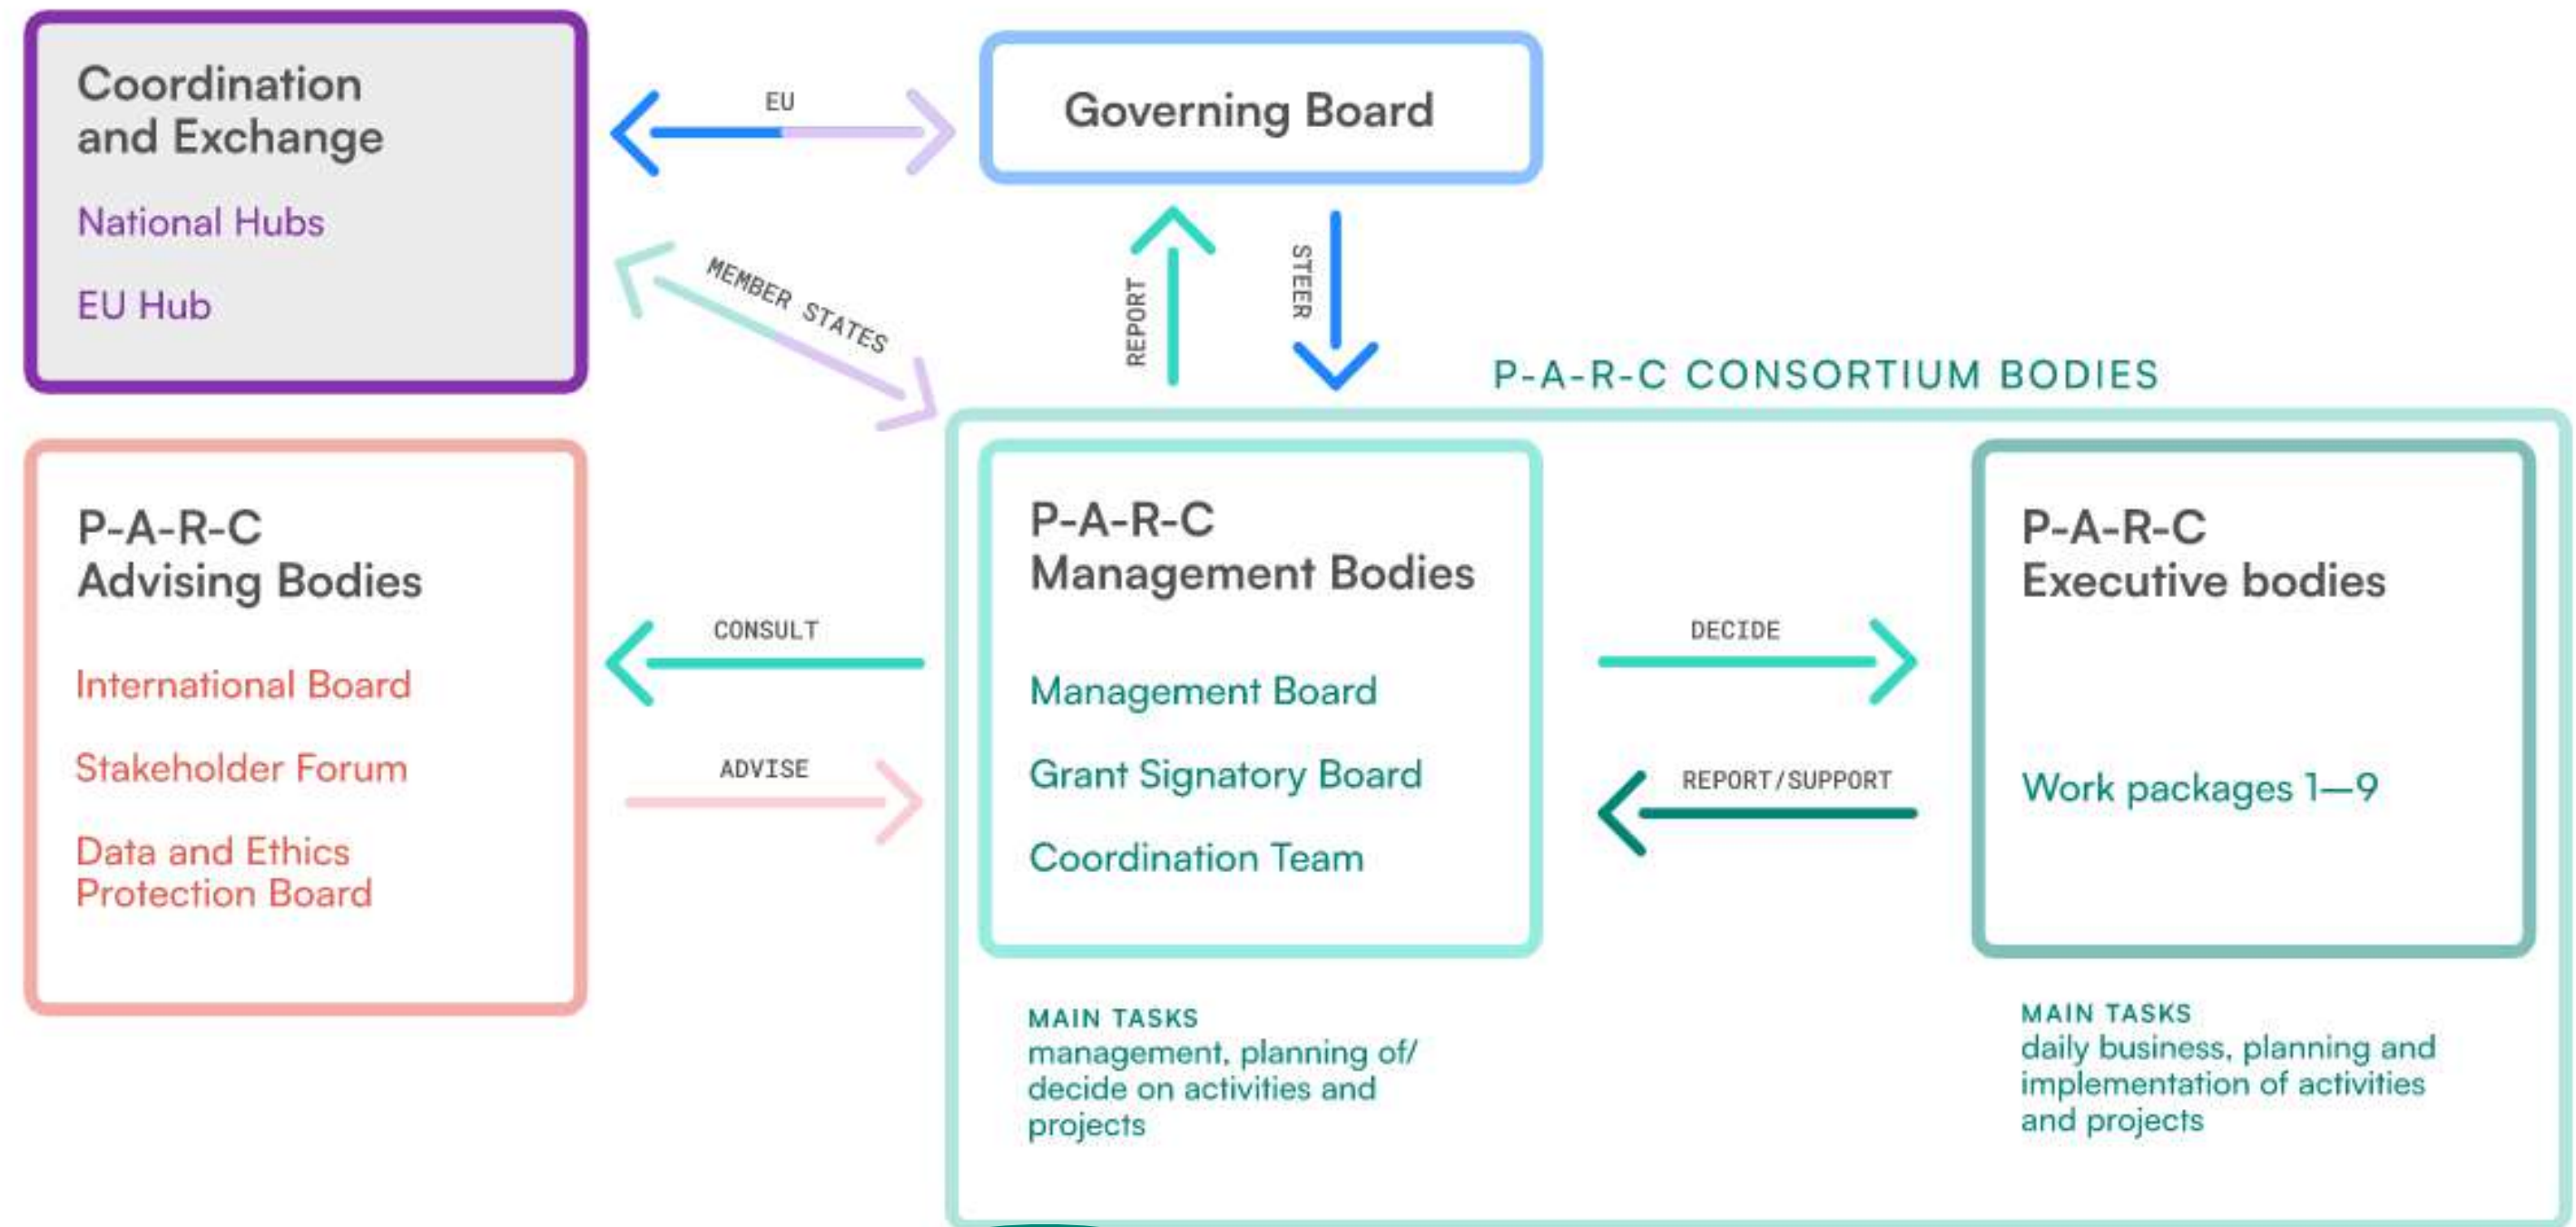 Coordination
and Exchange
National Hubs
EU Hub
EU
Governing Board
MEMBER STATES
REPORT
STEER
P-A-R-C CONSORTIUM BODIES
P-A-R-C
Advising Bodies
International Board
Stakeholder Forum
Data and Ethics
Protection Board
CONSULT
ADVISE
P-A-R-C
Management Bodies
Management Board
Grant Signatory Board
Coordination Team
MAIN TASKS
management, planning of/
decide on activities and
projects
DECIDE
REPORT/SUPPORT
P-A-R-C
Executive bodies
Work packages 1—9
MAIN TASKS
daily business, planning and
implementation of activities
and projects